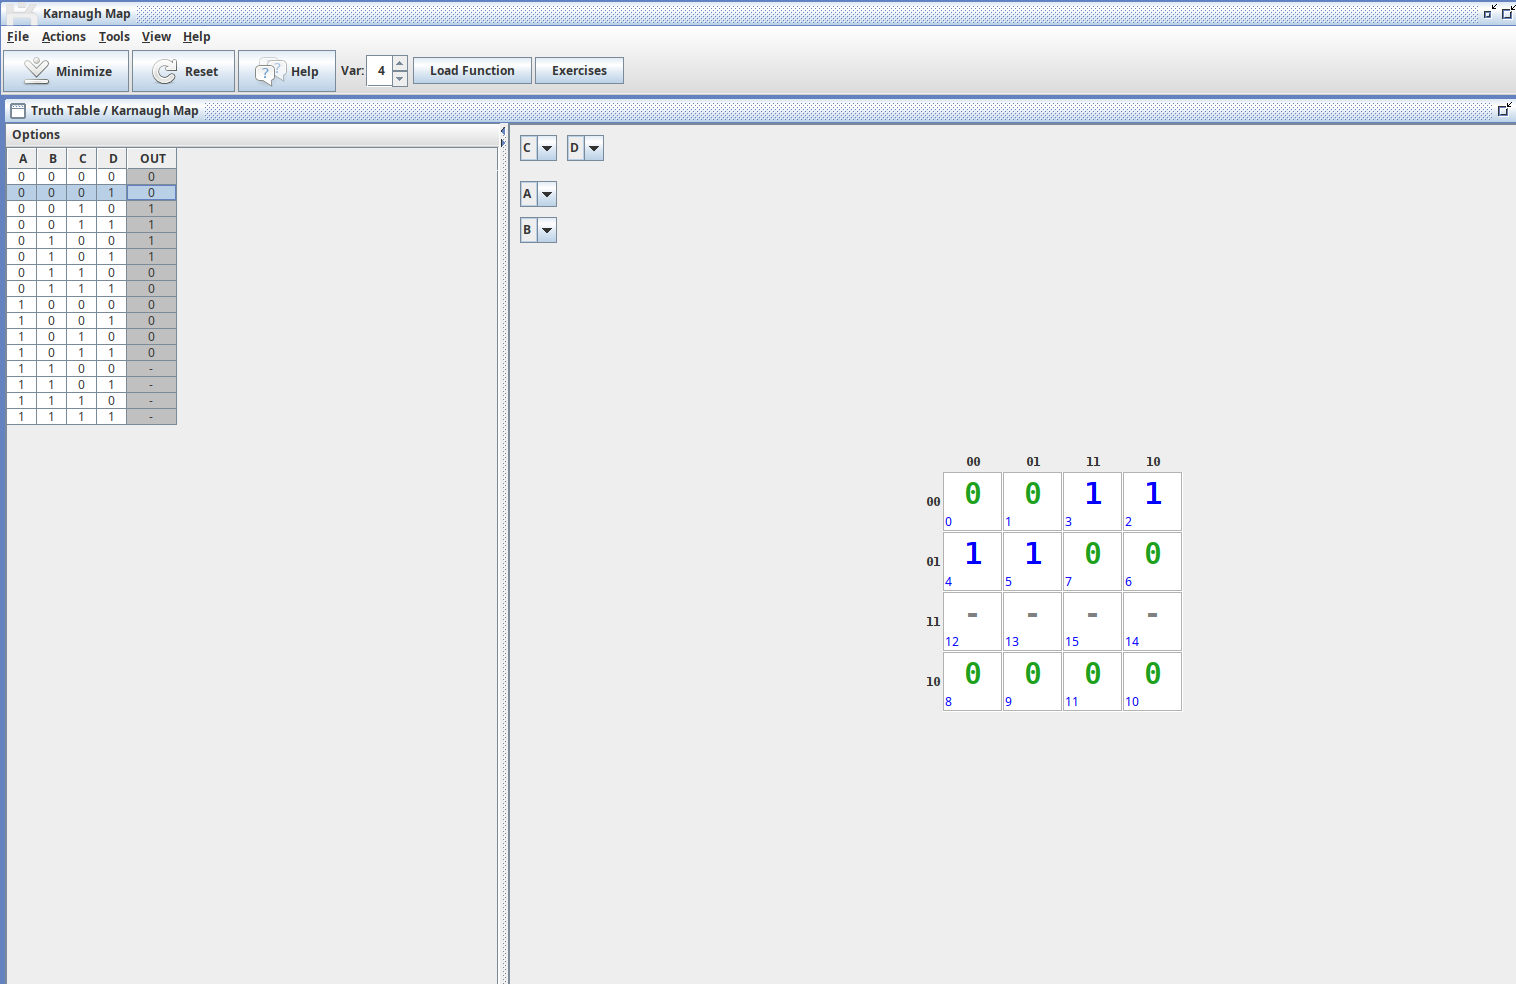 Karnaugh Map
File Actions Tools View Help
Minimize Reset Help Var: 4 Load Function Exercises
Truth Table / Karnaugh Map
Options
A B C D OUT
0 0 0 0 0
0 0 0 1 0
0 0 1 0 1
0 0 1 1 1
0 1 0 0 1
0 1 0 1 1
0 1 1 0 0
0 1 1 1 0
1 0 0 0 0
1 0 0 1 0
1 0 1 0 0
1 0 1 1 0
1 1 0 0 -
1 1 0 1 -
1 1 1 0 -
1 1 1 1 -
C D
A
B
00 01 11 10
00 0 0 1 1
0 1 3 2
01 1 1 0 0
4 5 7 6
11 - - - -
12 13 15 14
10 0 0 0 0
8 9 11 10